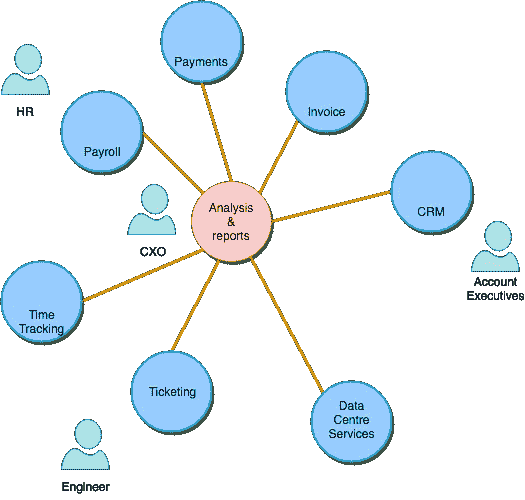 Payments
HR
Invoice
Payroll
Analysis
&
reports
CRM
CXO
Account
Executives
Time
Tracking
Ticketing
Data
Centre
Services
Engineer